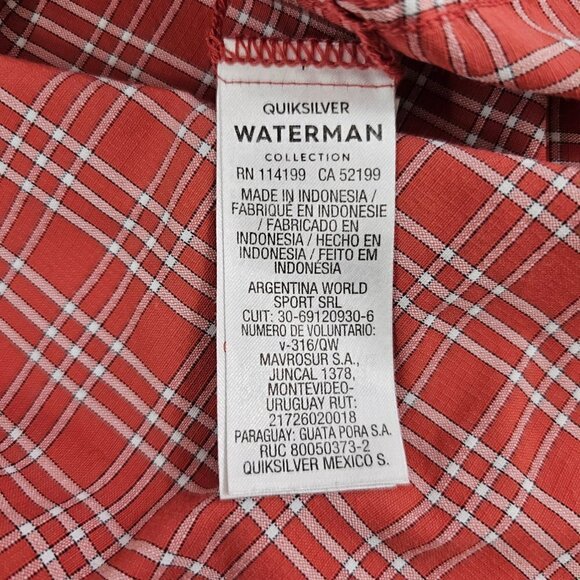 QUIKSILVER
WATERMAN
COLLECTION
RN 114199 CA 52199
MADE IN INDONESIA /
FABRIQUÉ EN INDONESIE
/ FABRICADO EN
INDONESIA / HECHO EN
INDONESIA / FEITO EM
INDONÉSIA
ARGENTINA WORLD
SPORT SRL
CUIT: 30-69120930-6
NUMERO DE VOLUNTARIO:
v-316/QW
MAVROSUR S.A.,
JUNCAL 1378,
MONTEVIDEO-
URUGUAY RUT:
21726020018
PARAGUAY: GUATA PORA S.A.
RUC 80050373-2
QUIKSILVER MEXICO S.